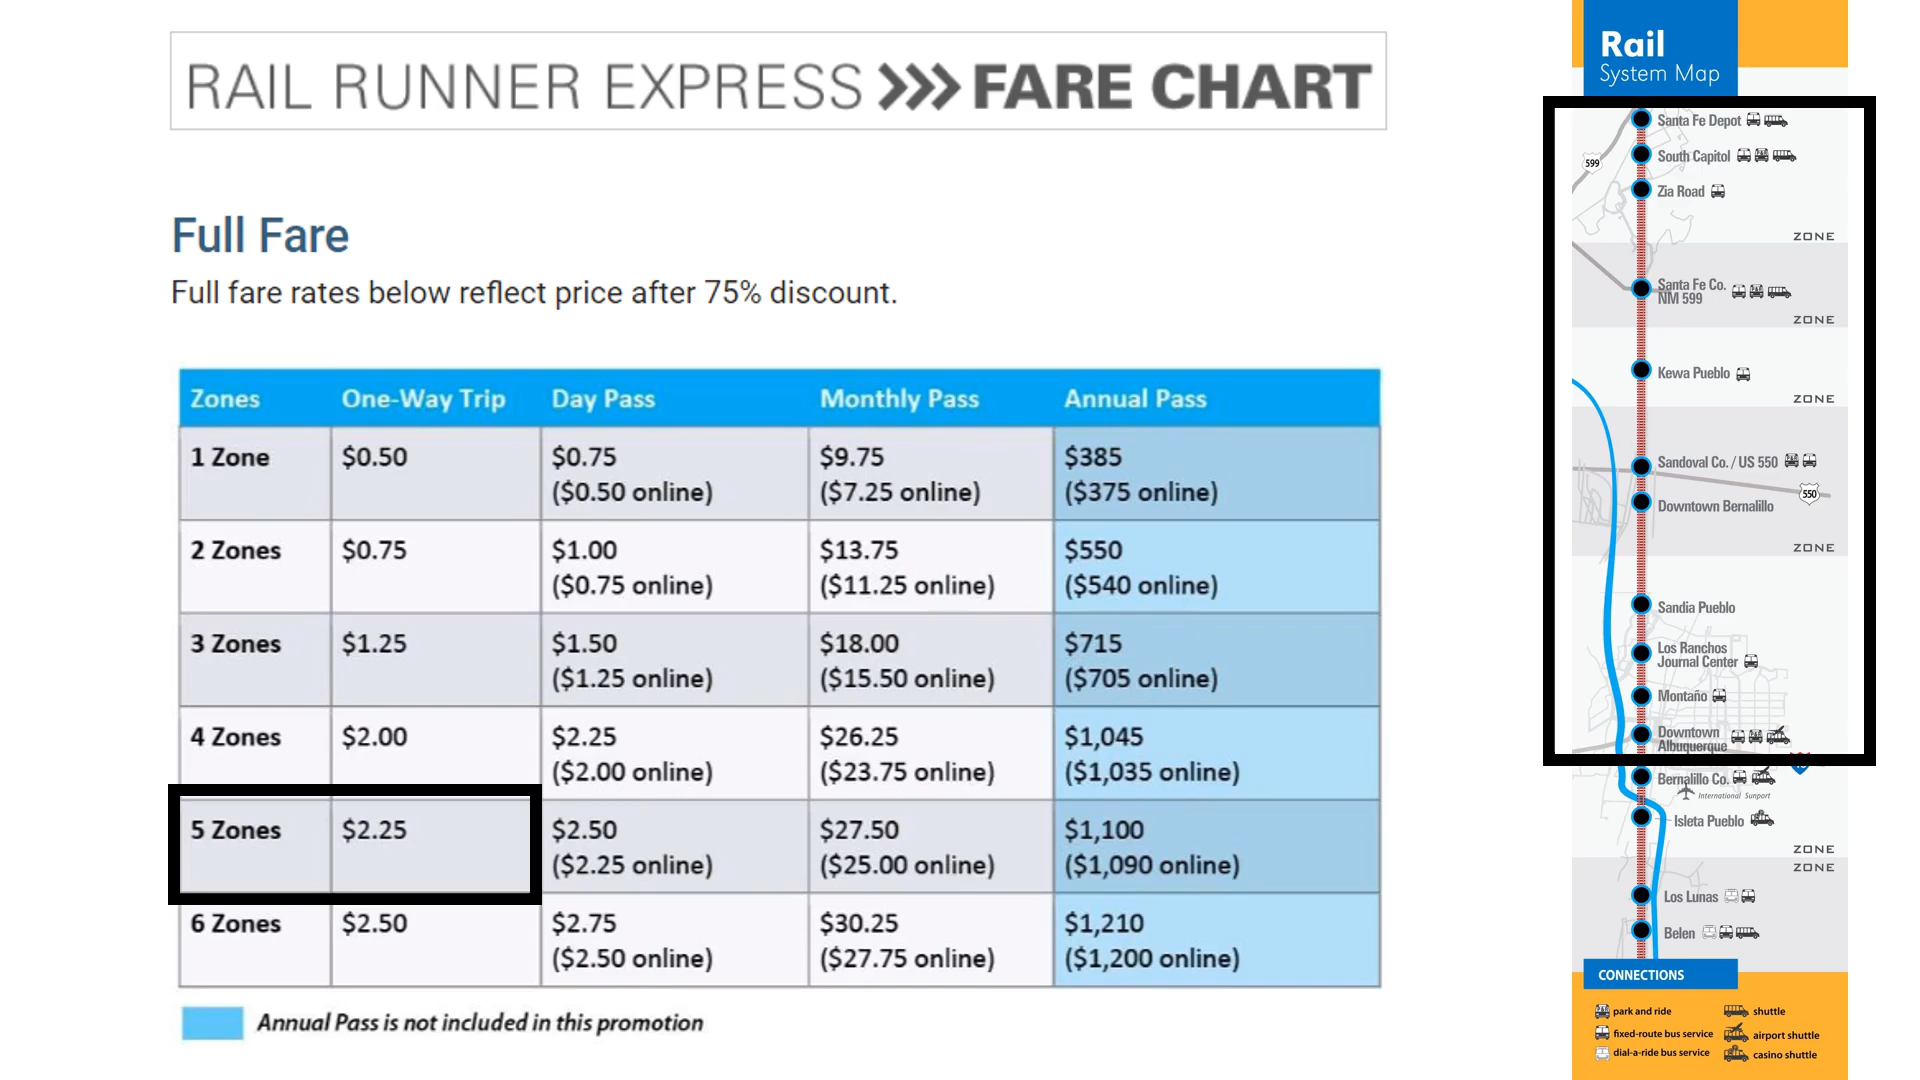 RAIL RUNNER EXPRESS >>> FARE CHART
Full Fare
Full fare rates below reflect price after 75% discount.
Zones One-Way Trip Day Pass Monthly Pass Annual Pass
1 Zone $0.50 $0.75 $9.75 $385
($0.50 online) ($7.25 online) ($375 online)
2 Zones $0.75 $1.00 $13.75 $550
($0.75 online) ($11.25 online) ($540 online)
3 Zones $1.25 $1.50 $18.00 $715
($1.25 online) ($15.50 online) ($705 online)
4 Zones $2.00 $2.25 $26.25 $1,045
($2.00 online) ($23.75 online) ($1,035 online)
5 Zones $2.25 $2.50 $27.50 $1,100
($2.25 online) ($25.00 online) ($1,090 online)
6 Zones $2.50 $2.75 $30.25 $1,210
($2.50 online) ($27.75 online) ($1,200 online)
Annual Pass is not included in this promotion
Rail
System Map
Santa Fe Depot
South Capitol
599
Zia Road
ZONE
Santa Fe Co.
NM 599
ZONE
Kewa Pueblo
ZONE
Sandoval Co. / US 550
550
Downtown Bernalillo
ZONE
Sandia Pueblo
Los Ranchos
Journal Center
Montaño
Downtown
Albuquerque
Bernalillo Co.
International Sunport
Isleta Pueblo
ZONE
ZONE
Los Lunas
Belen
CONNECTIONS
park and ride
shuttle
fixed-route bus service
airport shuttle
dial-a-ride bus service
casino shuttle